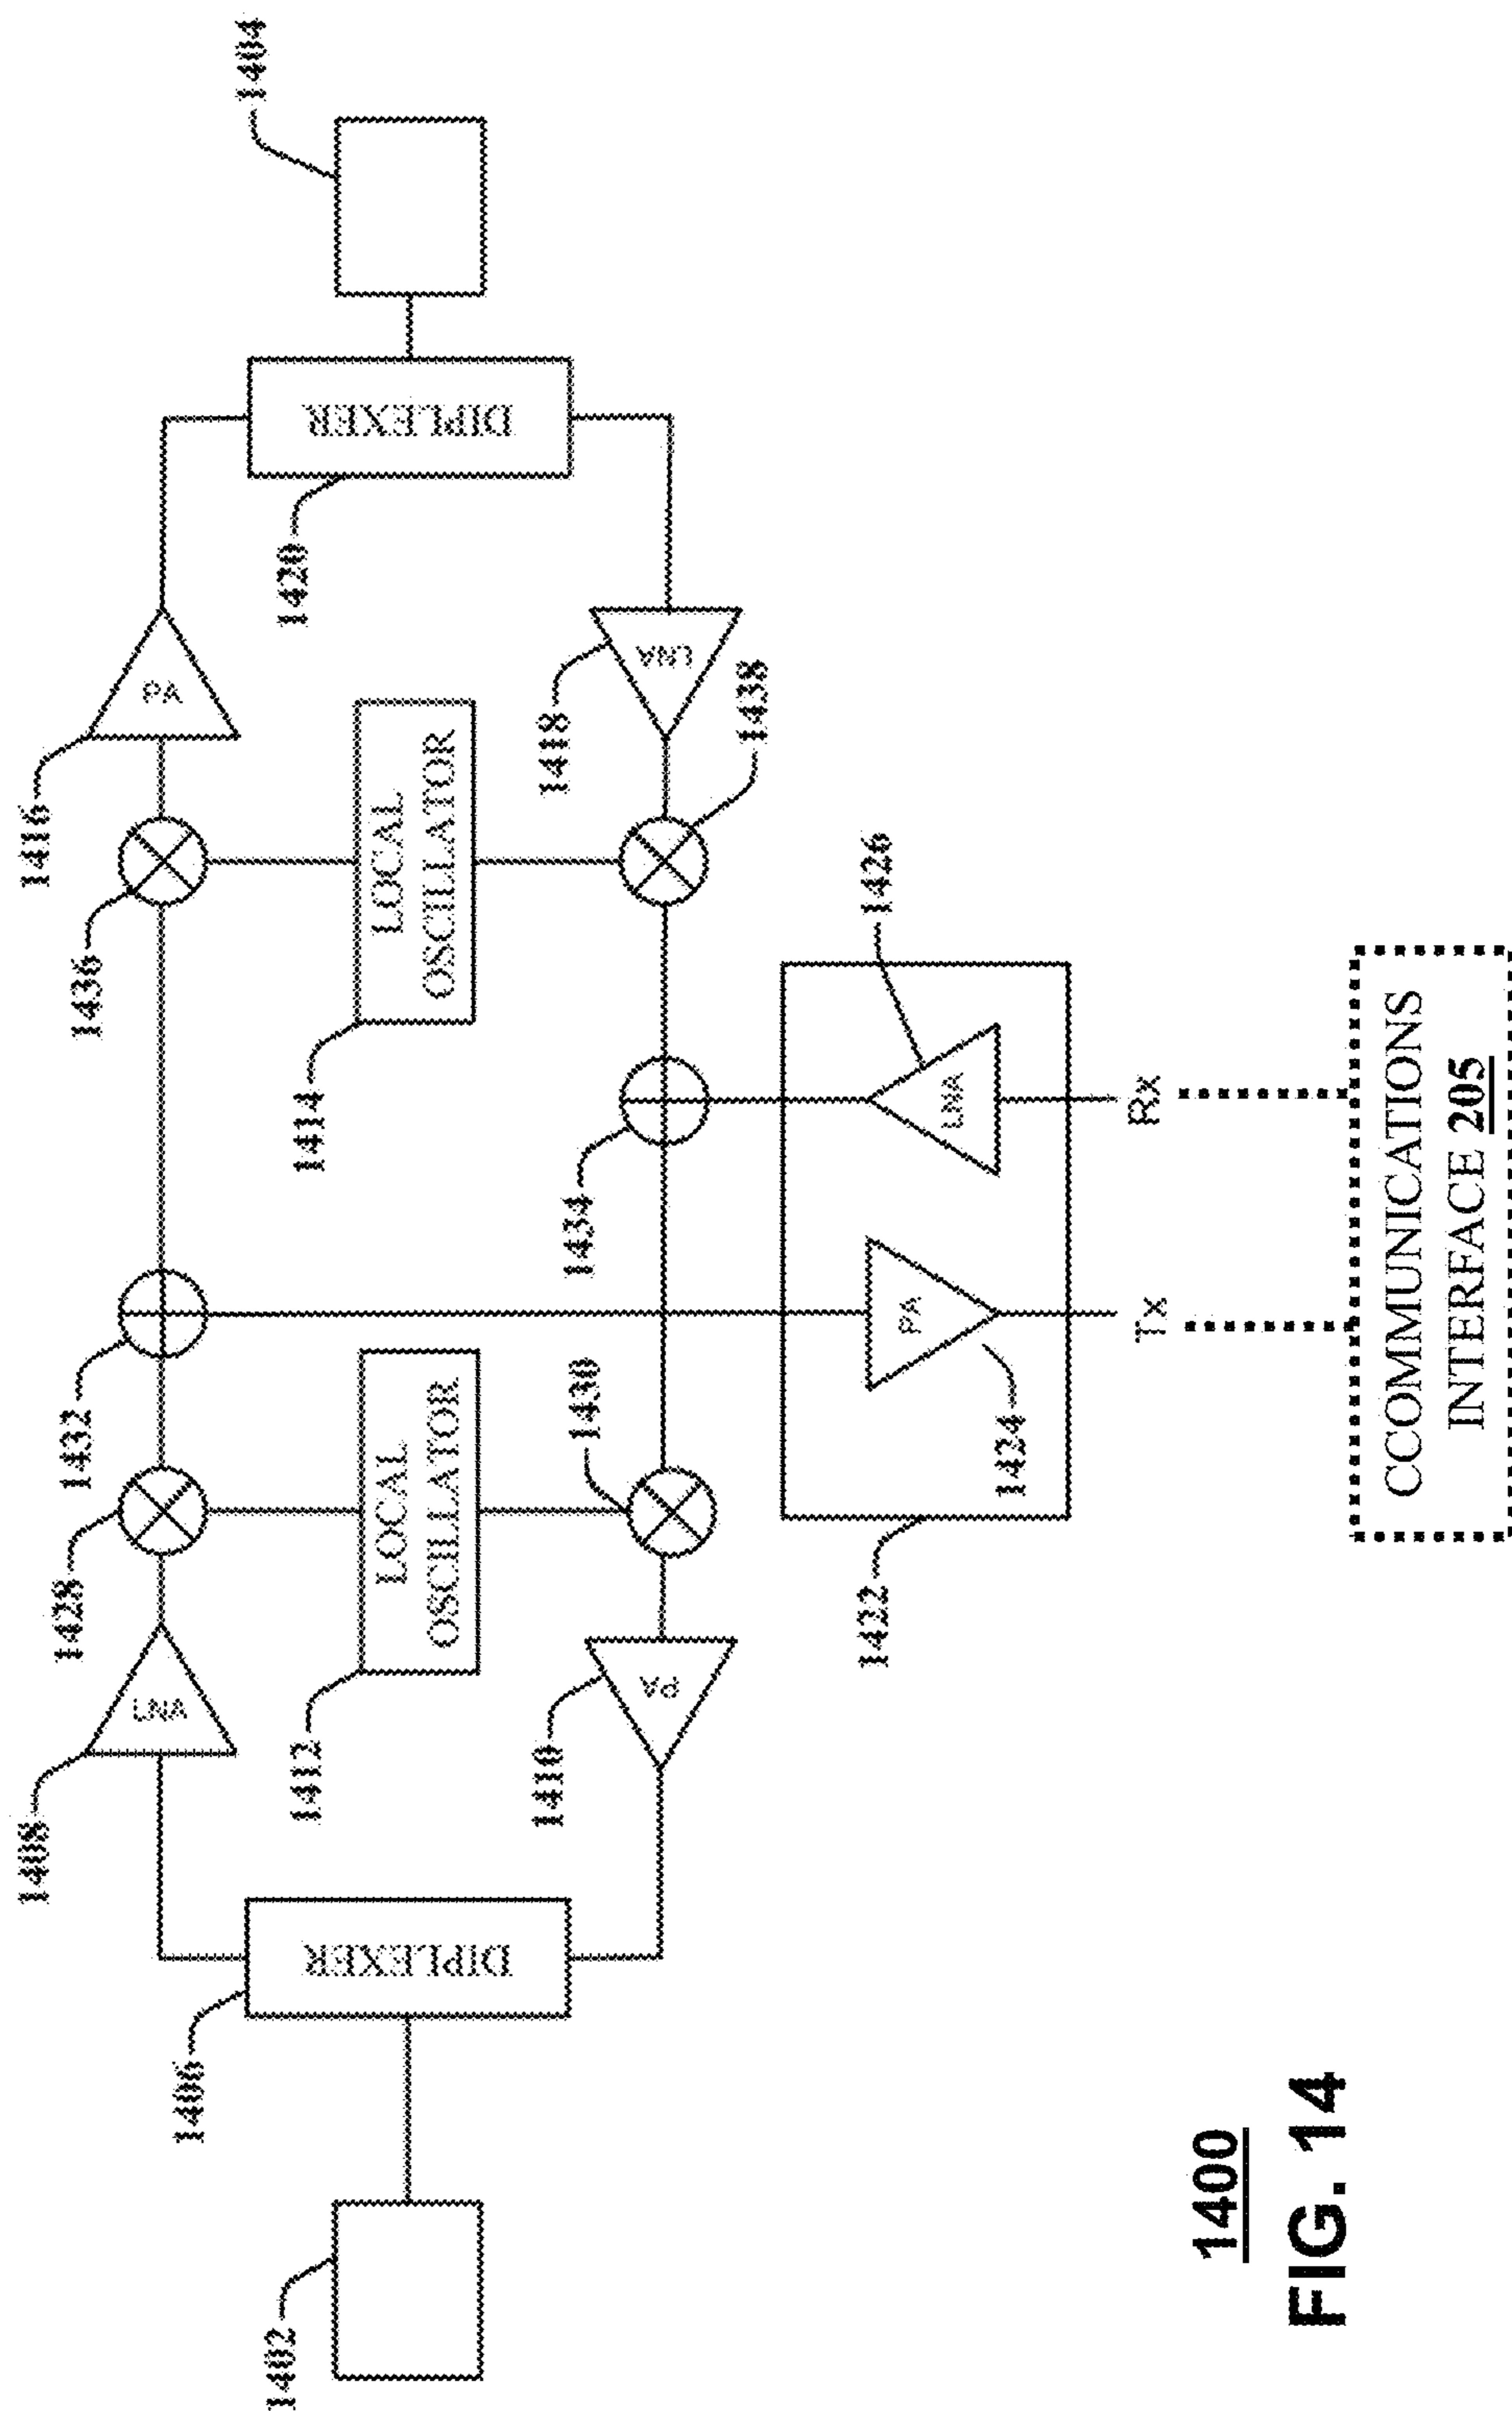 1404
1416
PA
1436
1420
DIPLEXER
1432
LOCAL
OSCILLATOR
1414
1418
LNA
1438
1428
LNA
1408
LOCAL
OSCILLATOR
1412
1434
1426
LNA
1430
PA
1410
PA
1424
1422
DIPLEXER
1406
1402
Tx
Rx
CCOMMUNICATIONS
INTERFACE 205
1400
FIG. 14